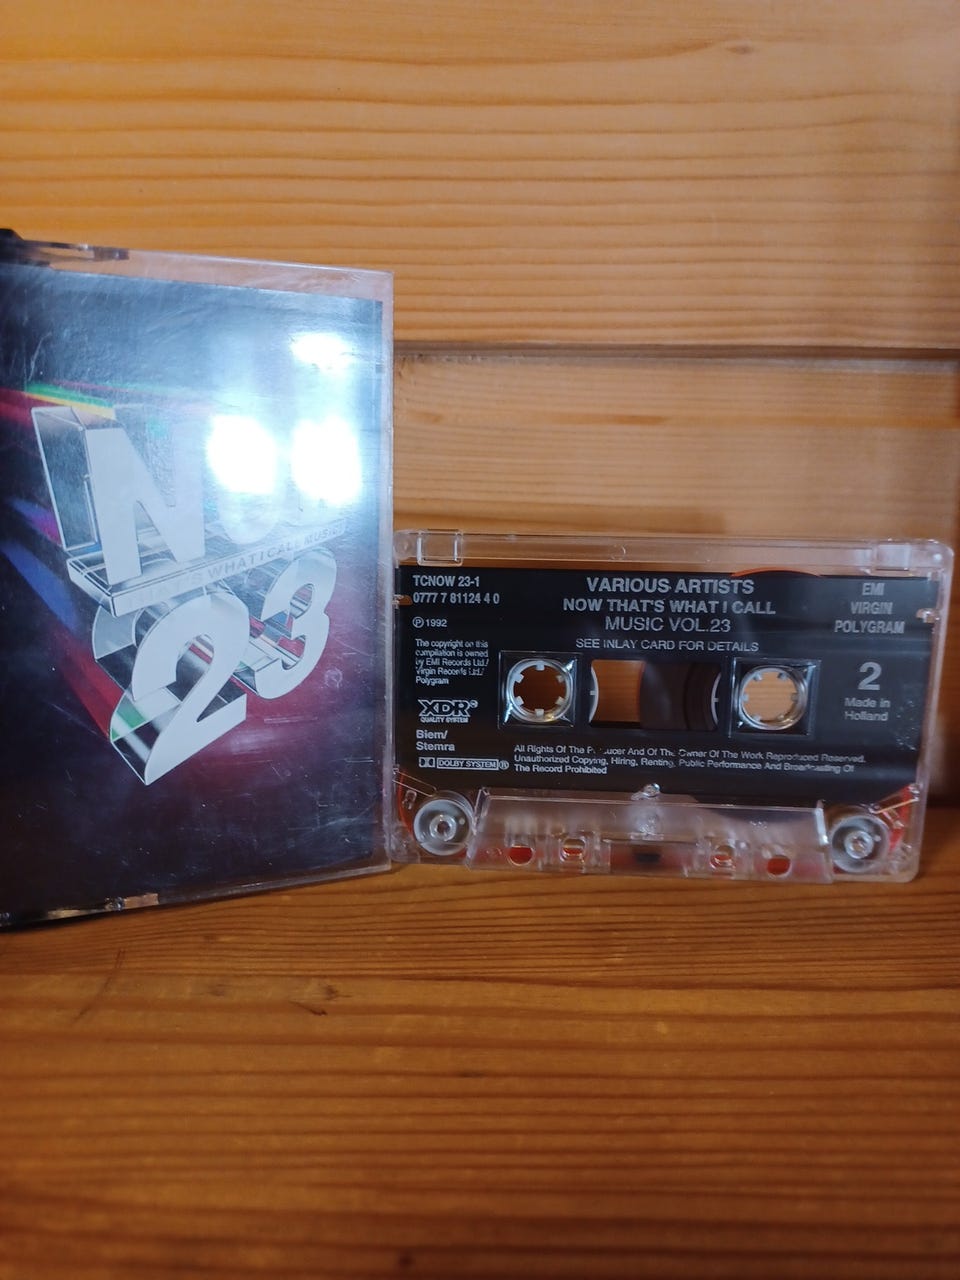 N
THAT'S WHAT I CALL MUSIC
23
TCNOW 23-1
0777 7 81124 4 0
℗ 1992
The copyright on this
compilation is owned
by EMI Records Ltd./
Virgin Records Ltd./
Polygram
XDR
QUALITY SYSTEM
Biem/
Stemra
DOLBY SYSTEM®
VARIOUS ARTISTS
NOW THAT'S WHAT I CALL
MUSIC VOL.23
SEE INLAY CARD FOR DETAILS
EMI
VIRGIN
POLYGRAM
2
Made in
Holland
All Rights Of The Producer And Of The Owner Of The Work Reproduced Reserved.
Unauthorized Copying, Hiring, Renting, Public Performance And Broadcasting Of
The Record Prohibited